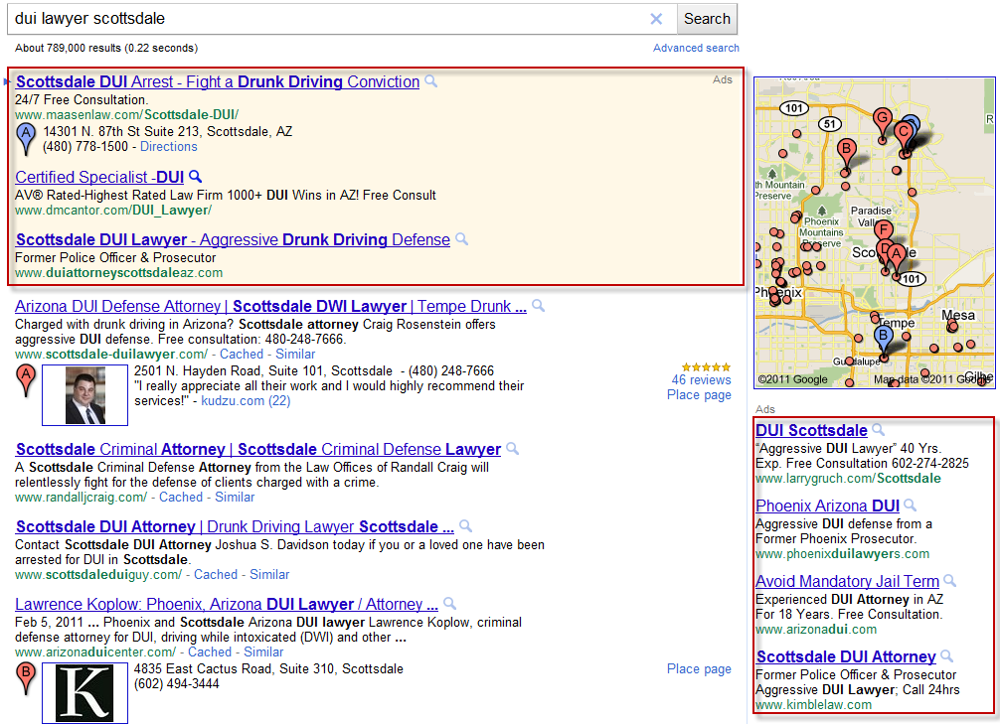 dui lawyer scottsdale
Search
About 789,000 results (0.22 seconds)
Advanced search
Scottsdale DUI Arrest - Fight a Drunk Driving Conviction
Ads
24/7 Free Consultation.
www.maasenlaw.com/Scottsdale-DUI/
A
14301 N. 87th St Suite 213, Scottsdale, AZ
(480) 778-1500 - Directions
Certified Specialist -DUI
AV® Rated-Highest Rated Law Firm 1000+ DUI Wins in AZ! Free Consult
www.dmcantor.com/DUI_Lawyer/
Scottsdale DUI Lawyer - Aggressive Drunk Driving Defense
Former Police Officer & Prosecutor
www.duiattorneyscottsdaleaz.com
Arizona DUI Defense Attorney | Scottsdale DWI Lawyer | Tempe Drunk ...
Charged with drunk driving in Arizona? Scottsdale attorney Craig Rosenstein offers
aggressive DUI defense. Free consultation: 480-248-7666.
www.scottsdale-duilawyer.com/ - Cached - Similar
A
2501 N. Hayden Road, Suite 101, Scottsdale - (480) 248-7666
"I really appreciate all their work and I would highly recommend their
services!" - kudzu.com (22)
46 reviews
Place page
Scottsdale Criminal Attorney | Scottsdale Criminal Defense Lawyer
A Scottsdale Criminal Defense Attorney from the Law Offices of Randall Craig will
relentlessly fight for the defense of clients charged with a crime.
www.randalljcraig.com/ - Cached - Similar
Scottsdale DUI Attorney | Drunk Driving Lawyer Scottsdale ...
Contact Scottsdale DUI Attorney Joshua S. Davidson today if you or a loved one have been
arrested for DUI in Scottsdale.
www.scottsdaleduiguy.com/ - Cached - Similar
Lawrence Koplow: Phoenix, Arizona DUI Lawyer / Attorney ...
Feb 5, 2011 ... Phoenix and Scottsdale Arizona DUI lawyer Lawrence Koplow, criminal
defense attorney for DUI, driving while intoxicated (DWI) and other ...
www.arizonaduicenter.com/ - Cached - Similar
B
K
4835 East Cactus Road, Suite 310, Scottsdale
(602) 494-3444
Place page
101
51
G
C
B
R
th Mountain
Preserve
Phoenix
Mountains
Preserve
Paradise
Valley
F
D
A
Scottsdale
101
Phoenix
Mesa
Tempe
B
Guadalupe
Gilbe
©2011 Google
Map data ©2011 Google
Ads
DUI Scottsdale
“Aggressive DUI Lawyer” 40 Yrs.
Exp. Free Consultation 602-274-2825
www.larrygruch.com/Scottsdale
Phoenix Arizona DUI
Aggressive DUI defense from a
Former Phoenix Prosecutor.
www.phoenixduilawyers.com
Avoid Mandatory Jail Term
Experienced DUI Attorney in AZ
For 18 Years. Free Consultation.
www.arizonadui.com
Scottsdale DUI Attorney
Former Police Officer & Prosecutor
Aggressive DUI Lawyer; Call 24hrs
www.kimblelaw.com